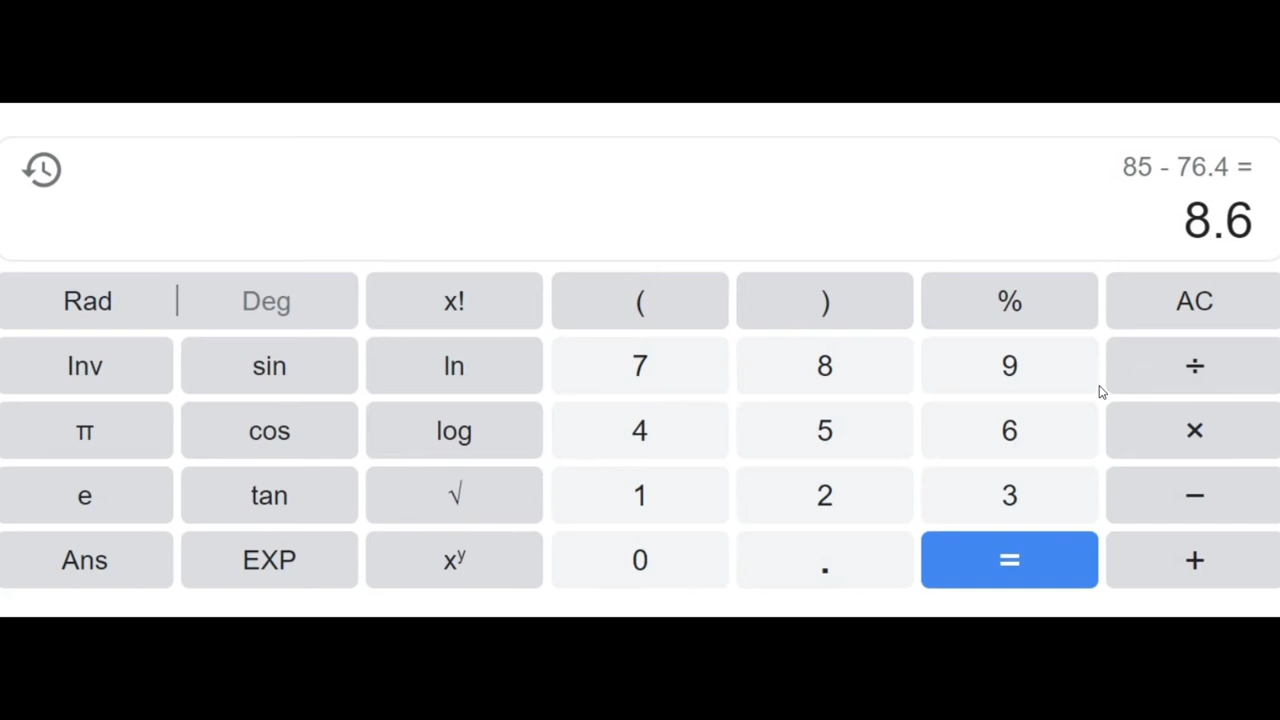 85 - 76.4 =
8.6
Rad | Deg x! ( ) % AC
Inv sin ln 7 8 9 ÷
π cos log 4 5 6 ×
e tan √ 1 2 3 −
Ans EXP xʸ 0 . = +